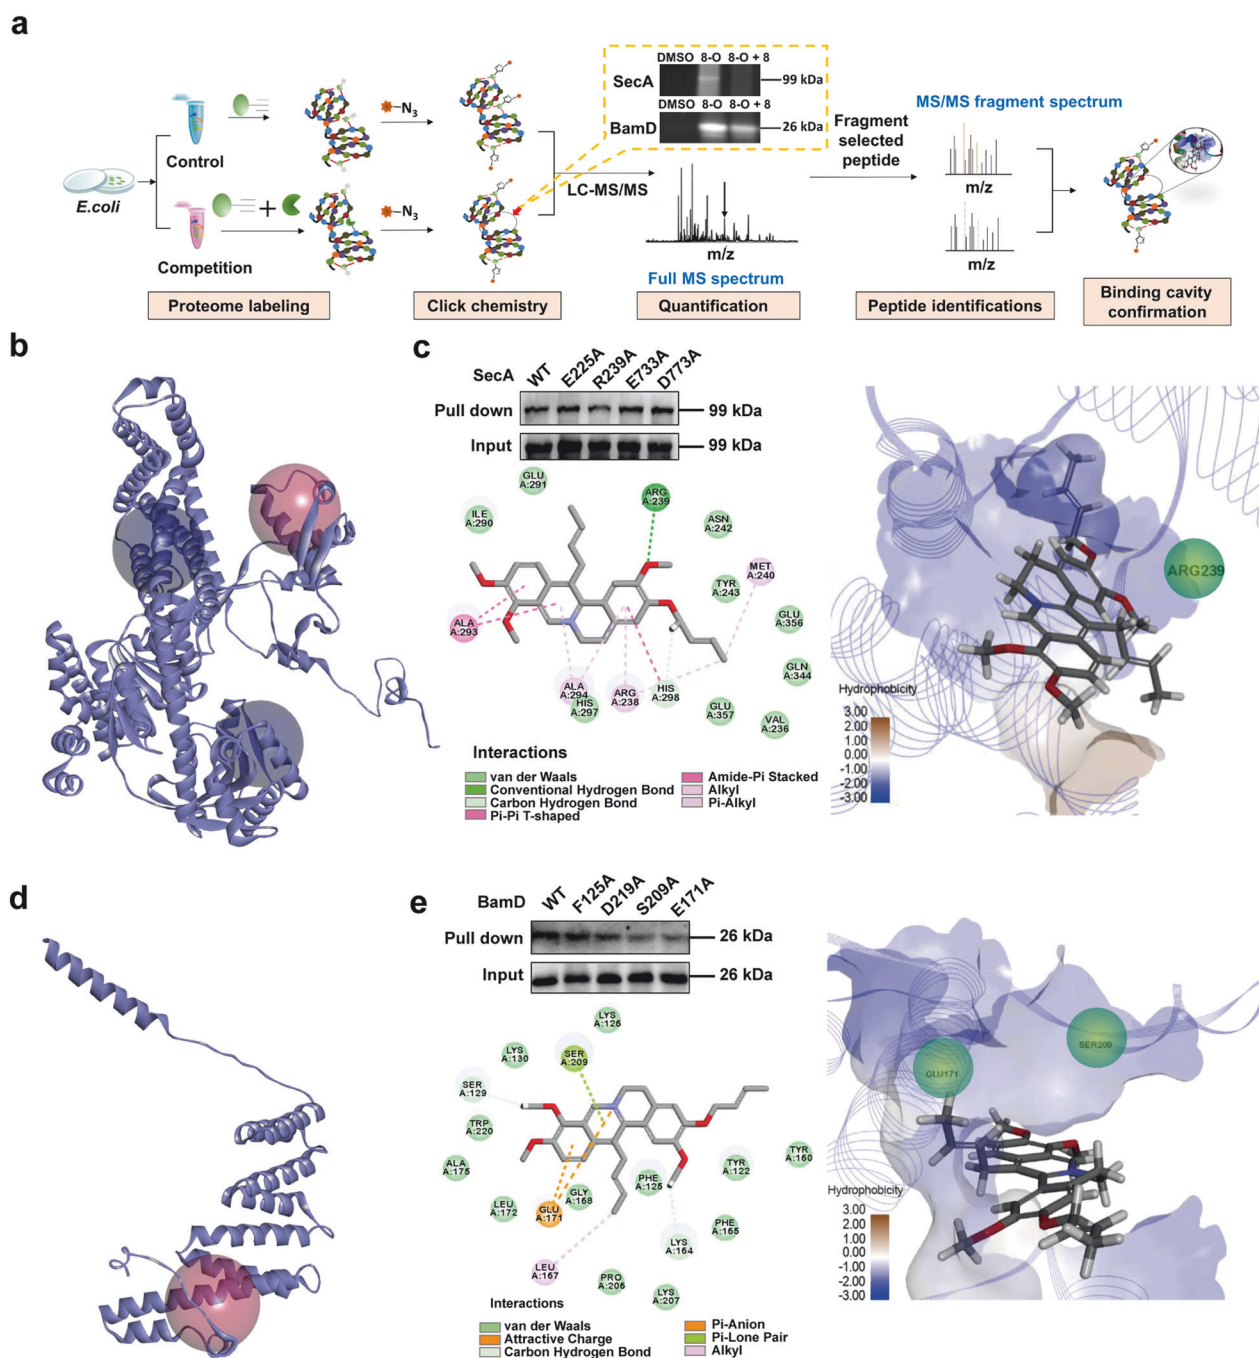 a
E.coli
Control
Competition
N3
N3
DMSO 8-O 8-O + 8
SecA
99 kDa
DMSO 8-O 8-O + 8
BamD
26 kDa
LC-MS/MS
m/z
Full MS spectrum
Fragment
selected
peptide
MS/MS fragment spectrum
m/z
m/z
Proteome labeling
Click chemistry
Quantification
Peptide identifications
Binding cavity
confirmation
b
c
SecA WT E225A R239A E733A D773A
Pull down 99 kDa
Input 99 kDa
GLU
A:291
ARG
A:239
ILE
A:290
ASN
A:242
MET
A:240
TYR
A:243
GLU
A:356
ALA
A:293
GLN
A:344
ALA
A:294
HIS
A:297
ARG
A:238
HIS
A:298
GLU
A:357
VAL
A:236
Interactions
van der Waals
Conventional Hydrogen Bond
Carbon Hydrogen Bond
Pi-Pi T-shaped
Amide-Pi Stacked
Alkyl
Pi-Alkyl
ARG239
Hydrophobicity
3.00
2.00
1.00
0.00
-1.00
-2.00
-3.00
d
e
BamD WT F125A D219A S209A E171A
Pull down 26 kDa
Input 26 kDa
LYS
A:126
LYS
A:130
SER
A:209
SER
A:129
TRP
A:220
ALA
A:175
LEU
A:172
GLU
A:171
GLY
A:168
PHE
A:125
TYR
A:122
TYR
A:160
PHE
A:165
LYS
A:164
LEU
A:167
PRO
A:206
LYS
A:207
Interactions
van der Waals
Attractive Charge
Carbon Hydrogen Bond
Pi-Anion
Pi-Lone Pair
Alkyl
GLU171
SER209
Hydrophobicity
3.00
2.00
1.00
0.00
-1.00
-2.00
-3.00